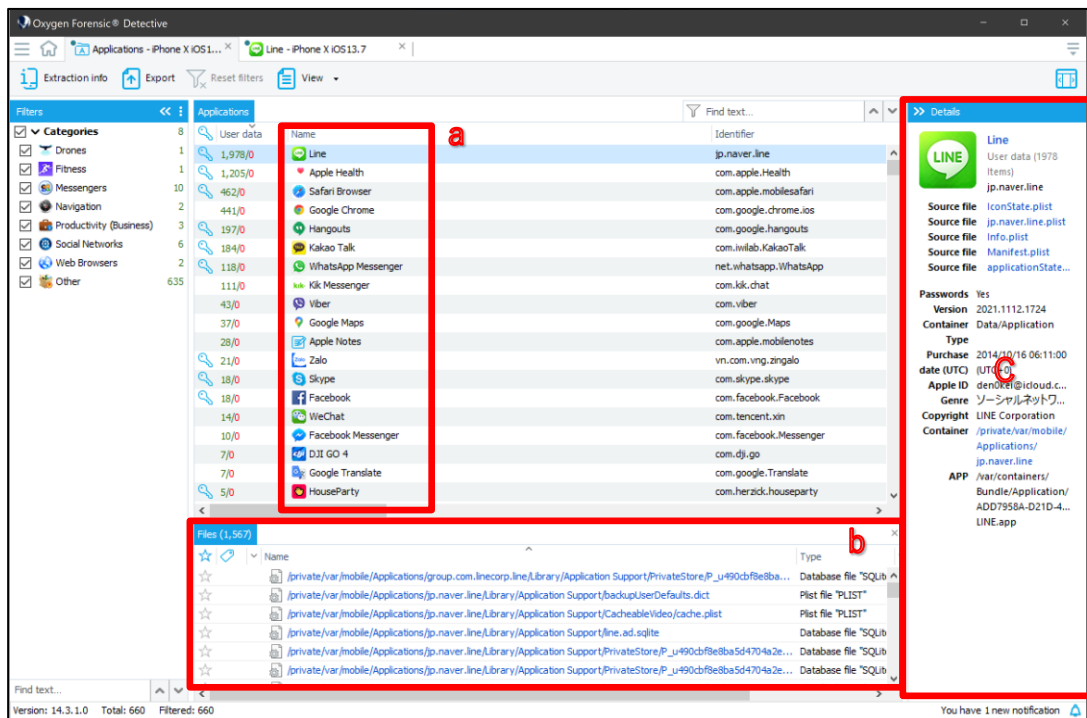 Oxygen Forensic® Detective
Applications - iPhone X iOS1... Line - iPhone X iOS13.7
Extraction info Export Reset filters View
Filters
Categories 8
Drones 1
Fitness 1
Messengers 10
Navigation 2
Productivity (Business) 3
Social Networks 6
Web Browsers 2
Other 635
Find text...
Applications Find text...
User data Name Identifier
a
1,978/0 Line jp.naver.line
1,205/0 Apple Health com.apple.Health
462/0 Safari Browser com.apple.mobilesafari
441/0 Google Chrome com.google.chrome.ios
197/0 Hangouts com.google.hangouts
184/0 Kakao Talk com.iwilab.KakaoTalk
118/0 WhatsApp Messenger net.whatsapp.WhatsApp
111/0 Kik Messenger com.kik.chat
43/0 Viber com.viber
37/0 Google Maps com.google.Maps
28/0 Apple Notes com.apple.mobilenotes
21/0 Zalo vn.com.vng.zingalo
18/0 Skype com.skype.skype
18/0 Facebook com.facebook.Facebook
14/0 WeChat com.tencent.xin
10/0 Facebook Messenger com.facebook.Messenger
7/0 DJI GO 4 com.dji.go
7/0 Google Translate com.google.Translate
5/0 HouseParty com.herzick.houseparty
Files (1,567)
b
Name Type
/private/var/mobile/Applications/group.com.linecorp.line/Library/Application Support/PrivateStore/P_u490cbf8e8ba... Database file "SQLit
/private/var/mobile/Applications/jp.naver.line/Library/Application Support/backupUserDefaults.dict Plist file "PLIST"
/private/var/mobile/Applications/jp.naver.line/Library/Application Support/CacheableVideo/cache.plist Plist file "PLIST"
/private/var/mobile/Applications/jp.naver.line/Library/Application Support/line.ad.sqlite Database file "SQLit
/private/var/mobile/Applications/jp.naver.line/Library/Application Support/PrivateStore/P_u490cbf8e8ba5d4704a2e... Database file "SQLit
/private/var/mobile/Applications/jp.naver.line/Library/Application Support/PrivateStore/P_u490cbf8e8ba5d4704a2e... Database file "SQLit
Details
LINE
Line
User data (1978
Items)
jp.naver.line
Source file IconState.plist
Source file jp.naver.line.plist
Source file Info.plist
Source file Manifest.plist
Source file applicationState...
Passwords Yes
Version 2021.1112.1724
Container Data/Application
Type
Purchase 2014/10/16 06:11:00
date (UTC) (UTC+0)
c
Apple ID den0kei@icloud.c...
Genre ソーシャルネットワ...
Copyright LINE Corporation
Container /private/var/mobile/
Applications/
jp.naver.line
APP /var/containers/
Bundle/Application/
ADD7958A-D21D-4...
LINE.app
Version: 14.3.1.0 Total: 660 Filtered: 660 You have 1 new notification